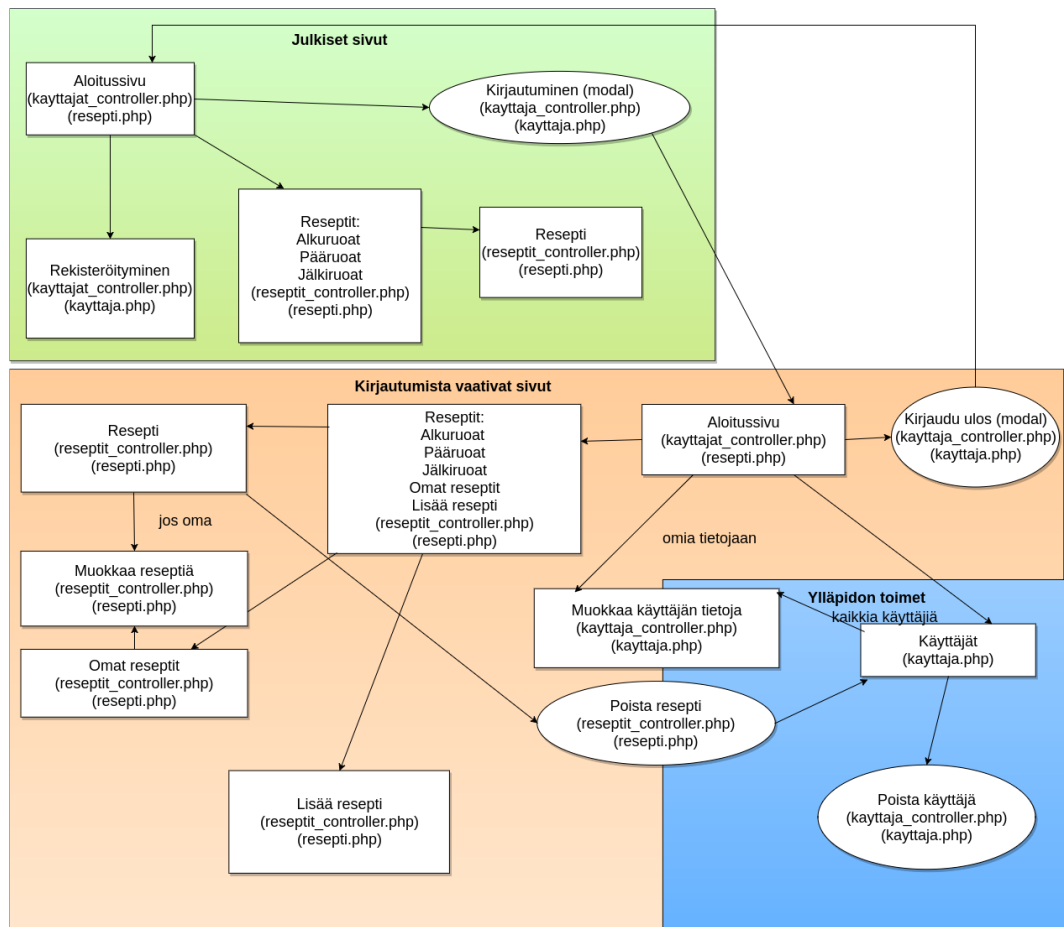 Julkiset sivut
Aloitussivu
(kayttajat_controller.php)
(resepti.php)
Kirjautuminen (modal)
(kayttaja_controller.php)
(kayttaja.php)
Rekisteröityminen
(kayttajat_controller.php)
(kayttaja.php)
Reseptit:
Alkuruoat
Pääruoat
Jälkiruoat
(reseptit_controller.php)
(resepti.php)
Resepti
(reseptit_controller.php)
(resepti.php)
Kirjautumista vaativat sivut
Resepti
(reseptit_controller.php)
(resepti.php)
Reseptit:
Alkuruoat
Pääruoat
Jälkiruoat
Omat reseptit
Lisää resepti
(reseptit_controller.php)
(resepti.php)
Aloitussivu
(kayttajat_controller.php)
(resepti.php)
Kirjaudu ulos (modal)
(kayttaja_controller.php)
(kayttaja.php)
jos oma
omia tietojaan
Muokkaa reseptiä
(reseptit_controller.php)
(resepti.php)
Omat reseptit
(reseptit_controller.php)
(resepti.php)
Muokkaa käyttäjän tietoja
(kayttaja_controller.php)
(kayttaja.php)
Ylläpidon toimet
kaikkia käyttäjiä
Käyttäjät
(kayttaja.php)
Poista resepti
(reseptit_controller.php)
(resepti.php)
Lisää resepti
(reseptit_controller.php)
(resepti.php)
Poista käyttäjä
(kayttaja_controller.php)
(kayttaja.php)